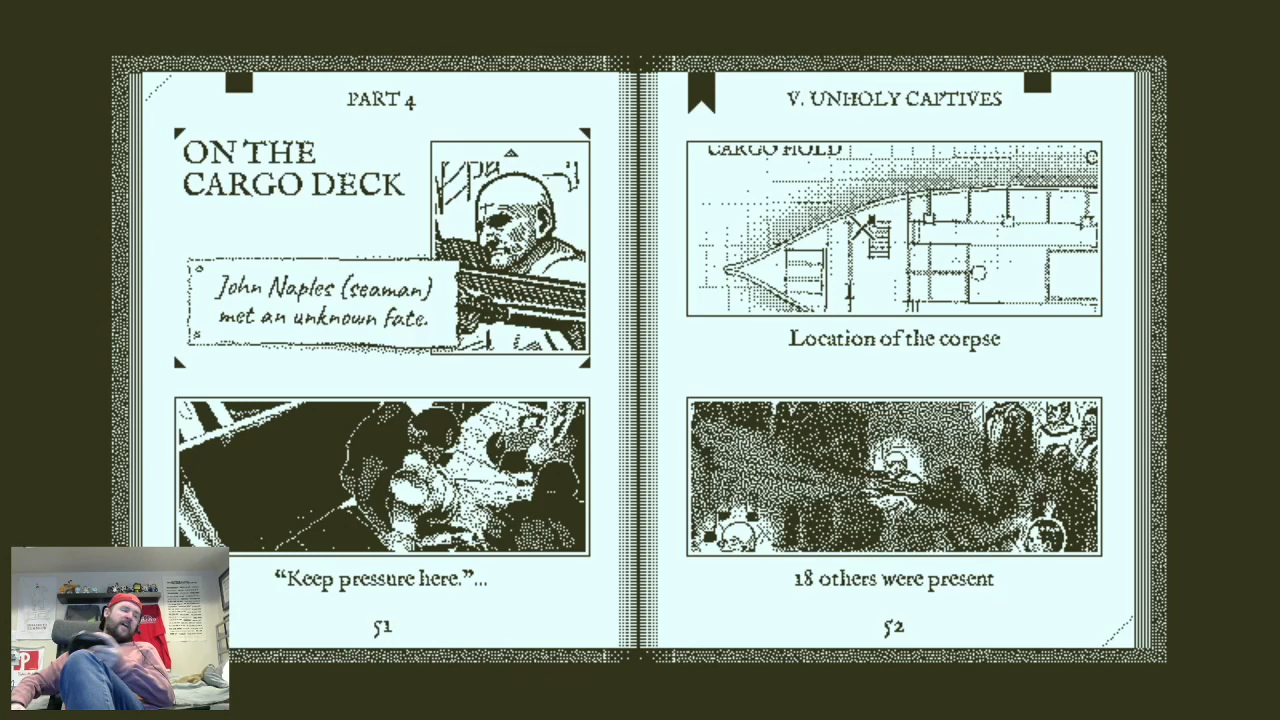 PART 4
ON THE
CARGO DECK
John Naples (seaman)
met an unknown fate.
"Keep pressure here."...
51
V. UNHOLY CAPTIVES
CARGO HOLD
Location of the corpse
18 others were present
52